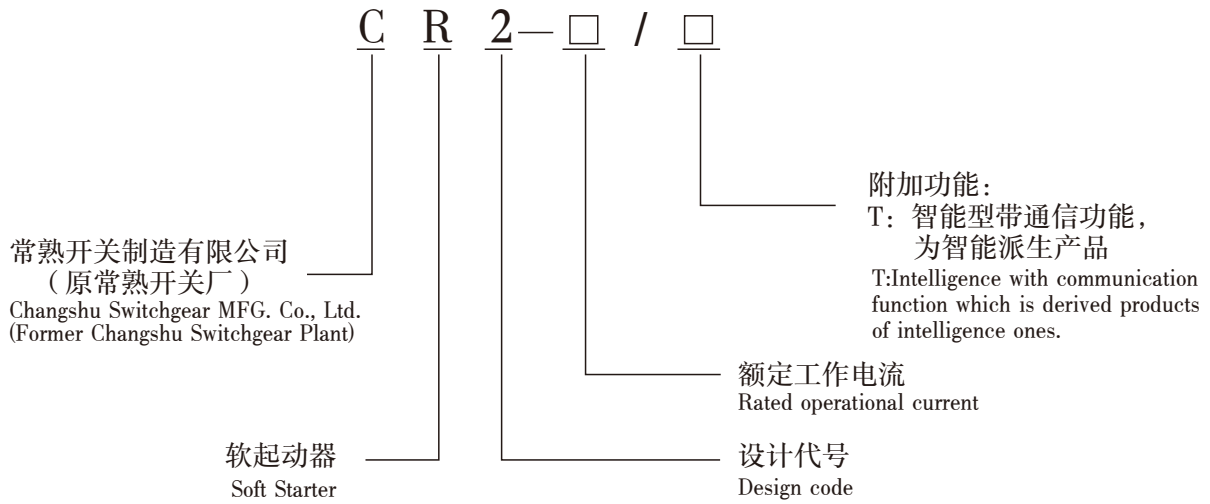 C R 2—□ / □
附加功能：
T：智能型带通信功能，
为智能派生产品
T:Intelligence with communication
function which is derived products
of intelligence ones.
常熟开关制造有限公司
（原常熟开关厂）
Changshu Switchgear MFG. Co., Ltd.
(Former Changshu Switchgear Plant)
额定工作电流
Rated operational current
软起动器
Soft Starter
设计代号
Design code